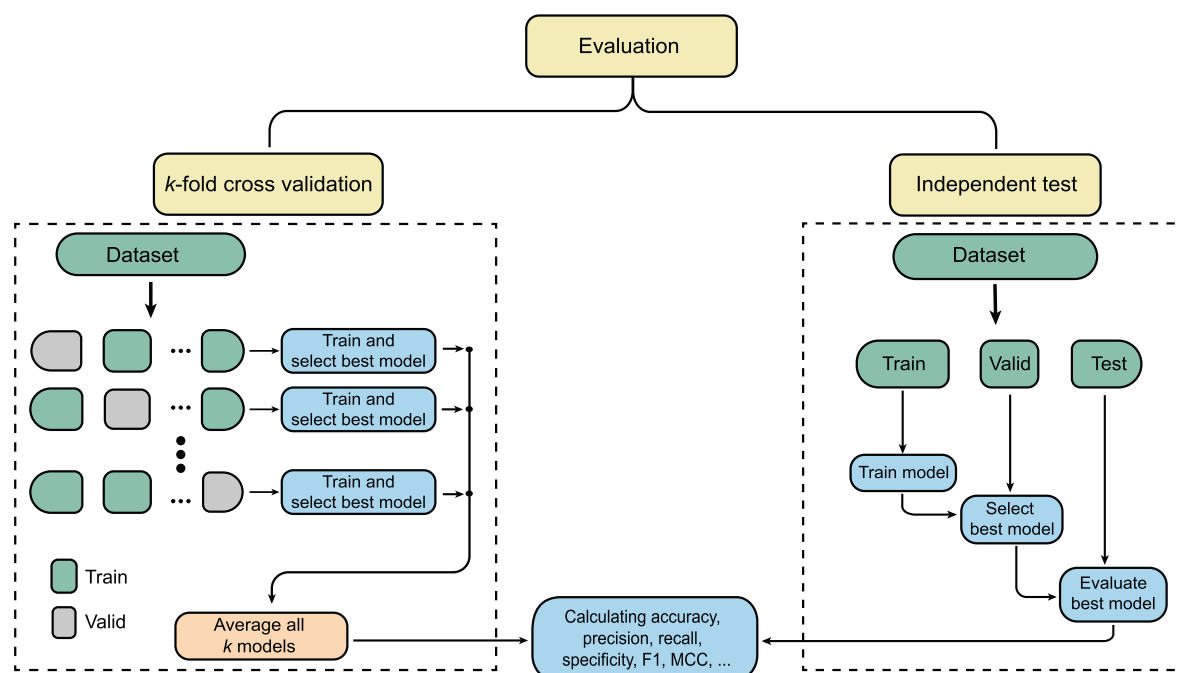 Evaluation
k-fold cross validation
Independent test
Dataset
Train and
select best model
Train and
select best model
Train and
select best model
Train
Valid
Average all
k models
Dataset
Train
Valid
Test
Train model
Select
best model
Evaluate
best model
Calculating accuracy,
precision, recall,
specificity, F1, MCC, ...